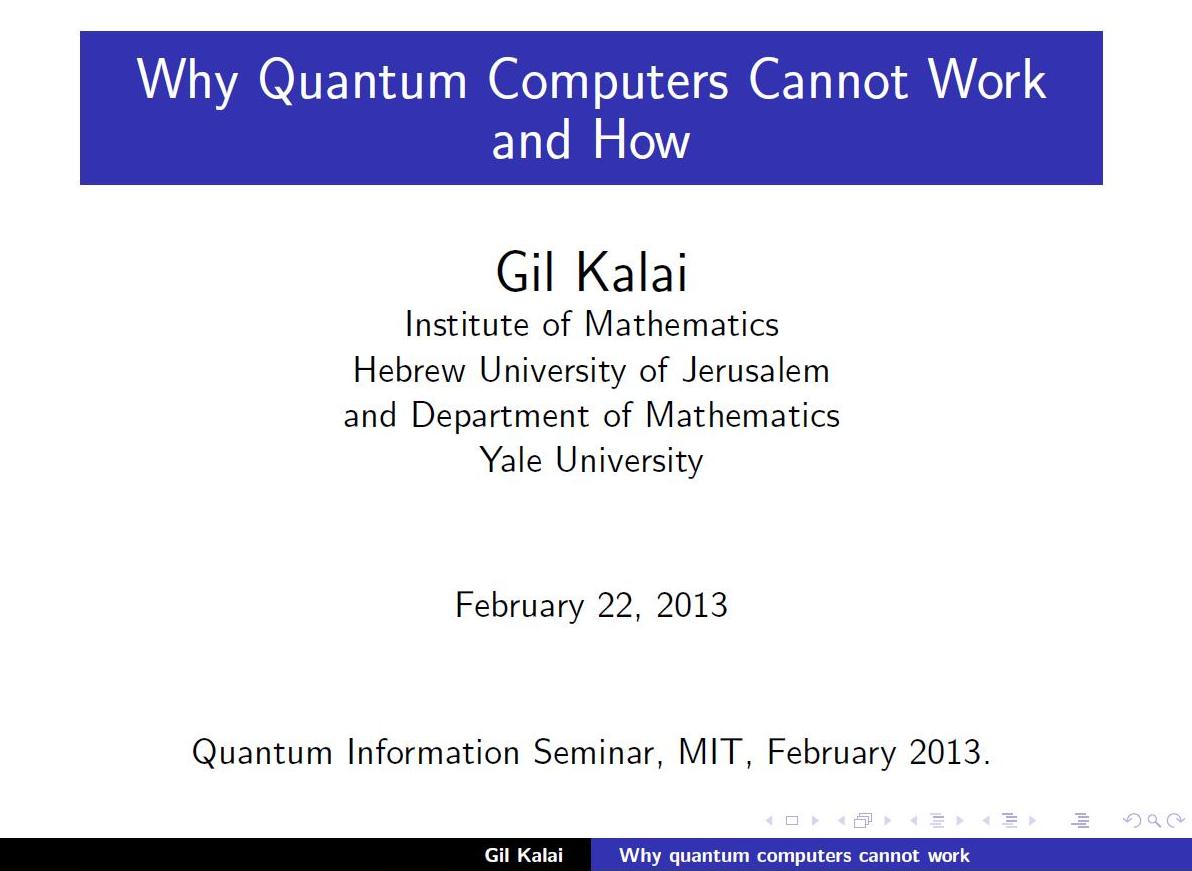 Why Quantum Computers Cannot Work
and How
Gil Kalai
Institute of Mathematics
Hebrew University of Jerusalem
and Department of Mathematics
Yale University
February 22, 2013
Quantum Information Seminar, MIT, February 2013.
Gil Kalai
Why quantum computers cannot work